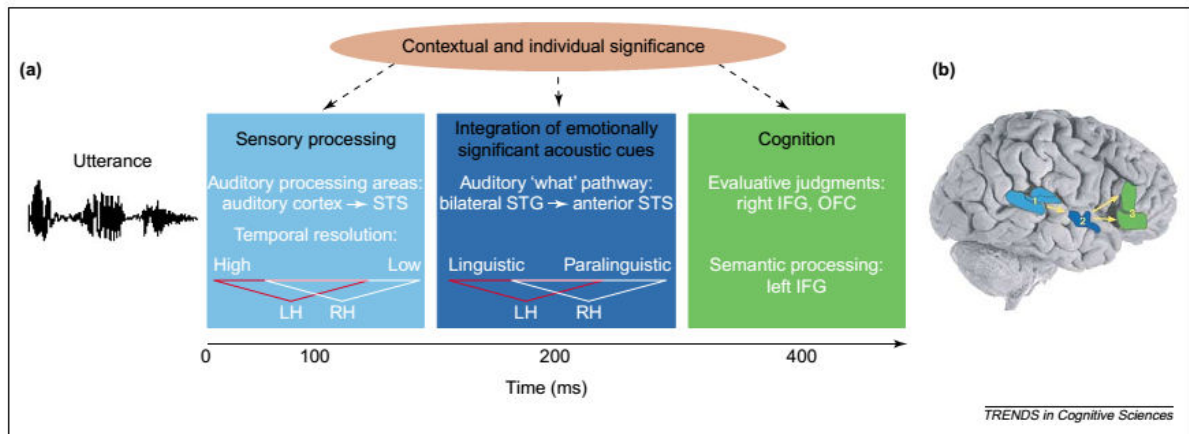 Contextual and individual significance
(a)
(b)
Utterance
Sensory processing
Auditory processing areas:
auditory cortex → STS
Temporal resolution:
High Low
LH RH
Integration of emotionally
significant acoustic cues
Auditory ‘what’ pathway:
bilateral STG → anterior STS
Linguistic Paralinguistic
LH RH
Cognition
Evaluative judgments:
right IFG, OFC
Semantic processing:
left IFG
1
2
3
0 100 200 400
Time (ms)
TRENDS in Cognitive Sciences